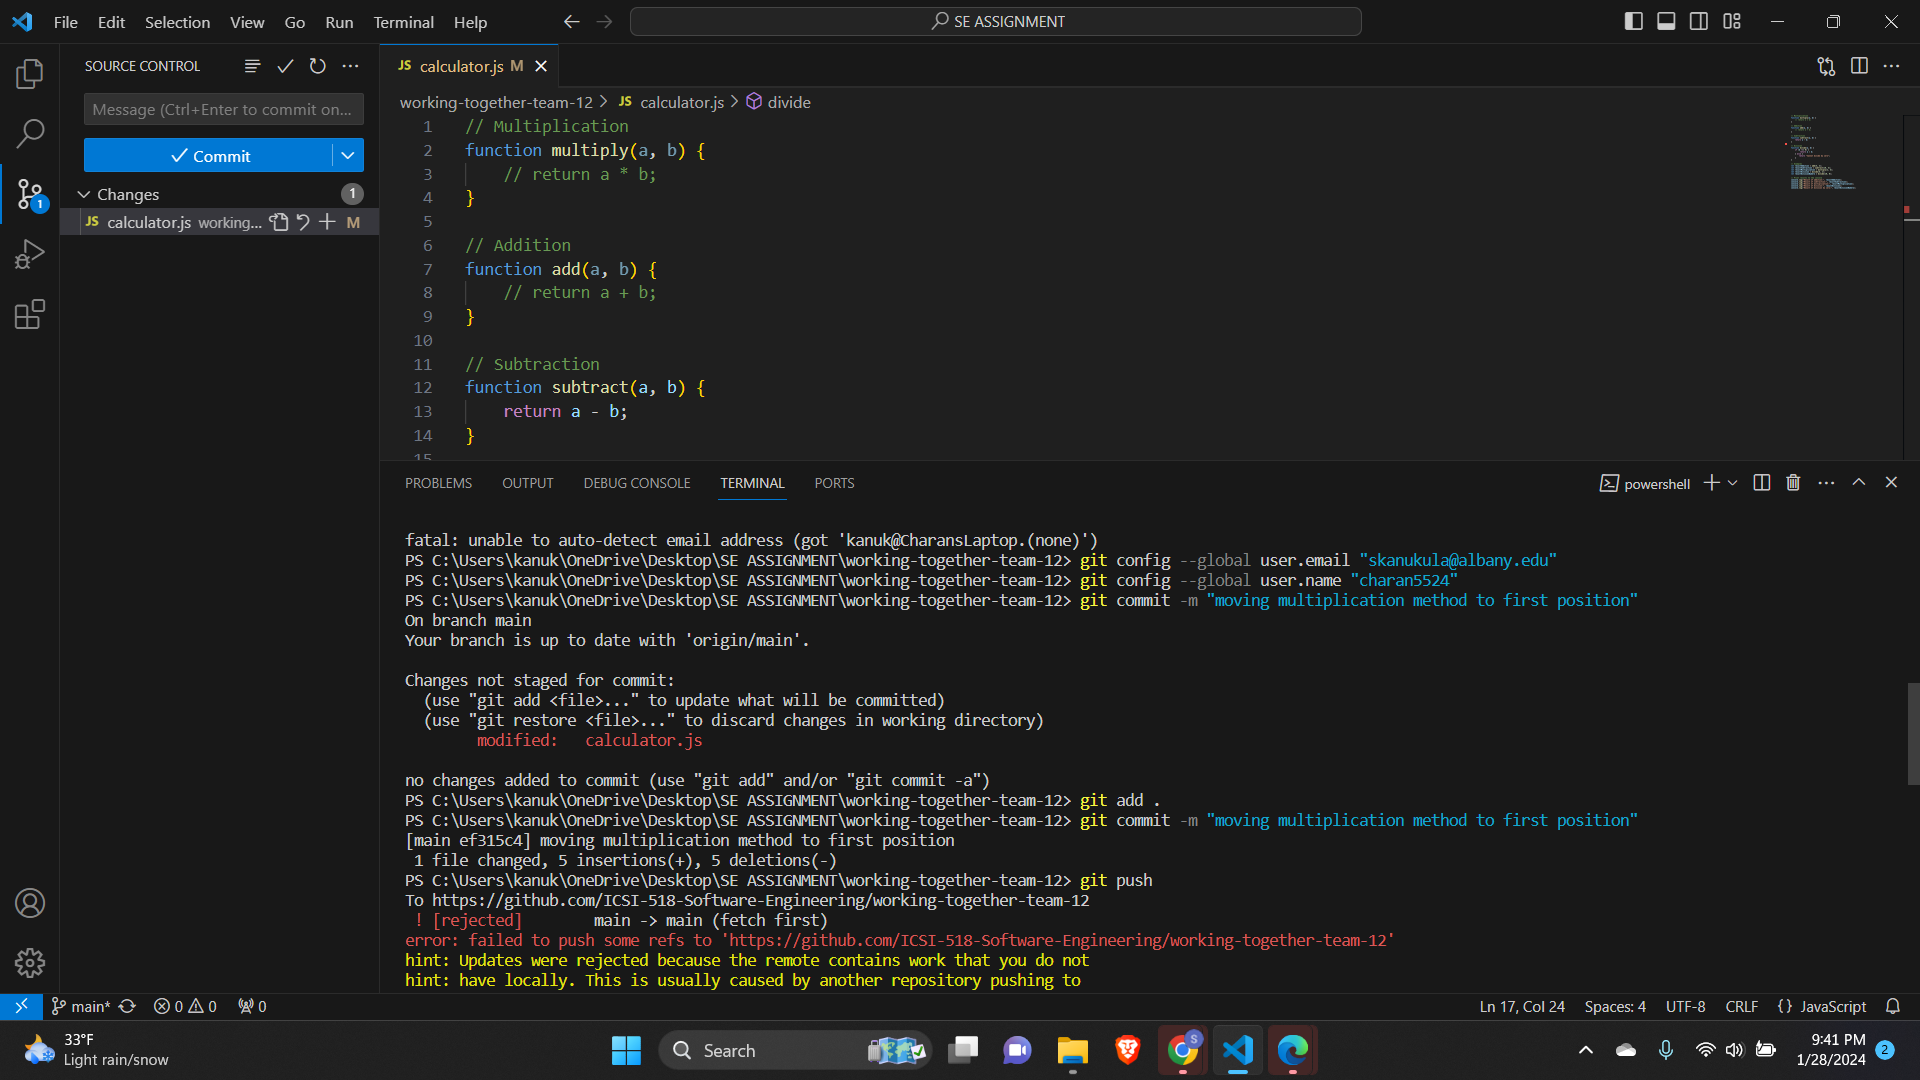 File Edit Selection View Go Run Terminal Help
SE ASSIGNMENT
SOURCE CONTROL
Message (Ctrl+Enter to commit on...
Commit
Changes 1
JS calculator.js working... M
1
JS calculator.js M
working-together-team-12 > JS calculator.js > divide
1 // Multiplication
2 function multiply(a, b) {
3 // return a * b;
4 }
5
6 // Addition
7 function add(a, b) {
8 // return a + b;
9 }
10
11 // Subtraction
12 function subtract(a, b) {
13 return a - b;
14 }
15
PROBLEMS OUTPUT DEBUG CONSOLE TERMINAL PORTS
powershell
fatal: unable to auto-detect email address (got 'kanuk@CharansLaptop.(none)')
PS C:\Users\kanuk\OneDrive\Desktop\SE ASSIGNMENT\working-together-team-12> git config --global user.email "skanukula@albany.edu"
PS C:\Users\kanuk\OneDrive\Desktop\SE ASSIGNMENT\working-together-team-12> git config --global user.name "charan5524"
PS C:\Users\kanuk\OneDrive\Desktop\SE ASSIGNMENT\working-together-team-12> git commit -m "moving multiplication method to first position"
On branch main
Your branch is up to date with 'origin/main'.
Changes not staged for commit:
(use "git add <file>..." to update what will be committed)
(use "git restore <file>..." to discard changes in working directory)
modified: calculator.js
no changes added to commit (use "git add" and/or "git commit -a")
PS C:\Users\kanuk\OneDrive\Desktop\SE ASSIGNMENT\working-together-team-12> git add .
PS C:\Users\kanuk\OneDrive\Desktop\SE ASSIGNMENT\working-together-team-12> git commit -m "moving multiplication method to first position"
[main ef315c4] moving multiplication method to first position
1 file changed, 5 insertions(+), 5 deletions(-)
PS C:\Users\kanuk\OneDrive\Desktop\SE ASSIGNMENT\working-together-team-12> git push
To https://github.com/ICSI-518-Software-Engineering/working-together-team-12
! [rejected] main -> main (fetch first)
error: failed to push some refs to 'https://github.com/ICSI-518-Software-Engineering/working-together-team-12'
hint: Updates were rejected because the remote contains work that you do not
hint: have locally. This is usually caused by another repository pushing to
main* 0 0 0
Ln 17, Col 24 Spaces: 4 UTF-8 CRLF {} JavaScript
33°F
Light rain/snow
Search
S
9:41 PM
1/28/2024
2